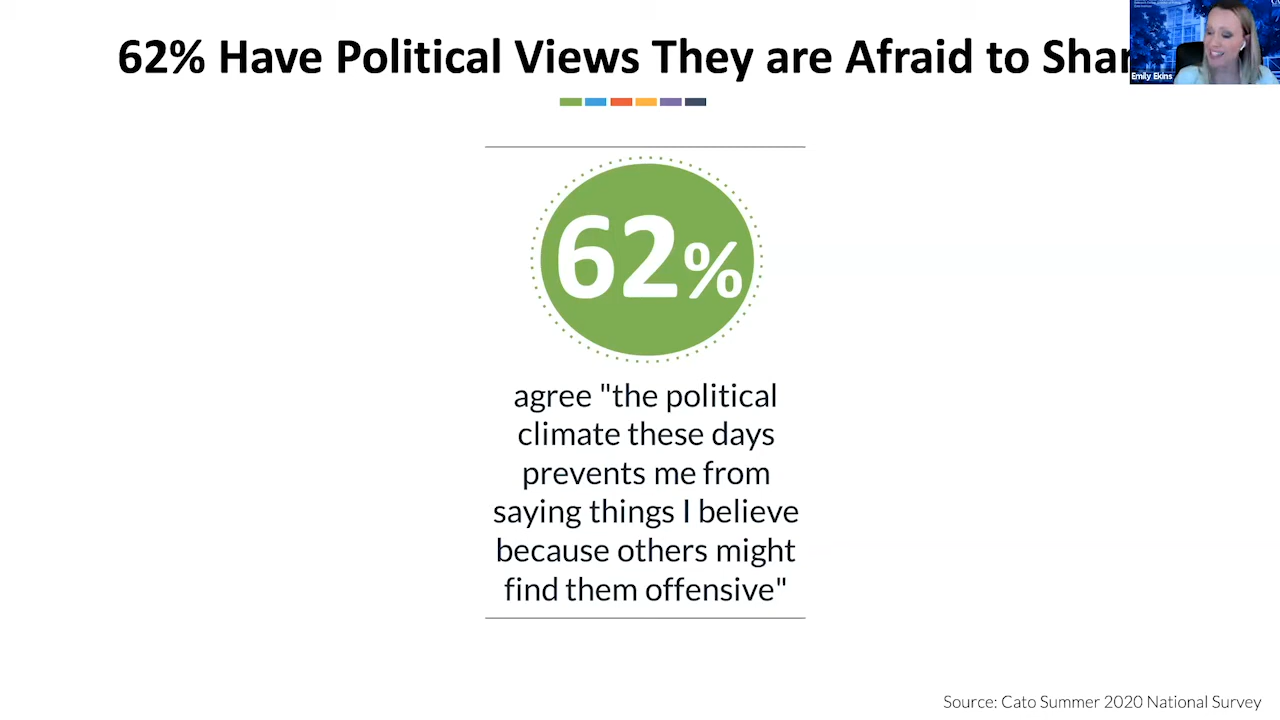 62% Have Political Views They are Afraid to Shar
Emily Ekins
62%
agree "the political
climate these days
prevents me from
saying things I believe
because others might
find them offensive"
Source: Cato Summer 2020 National Survey